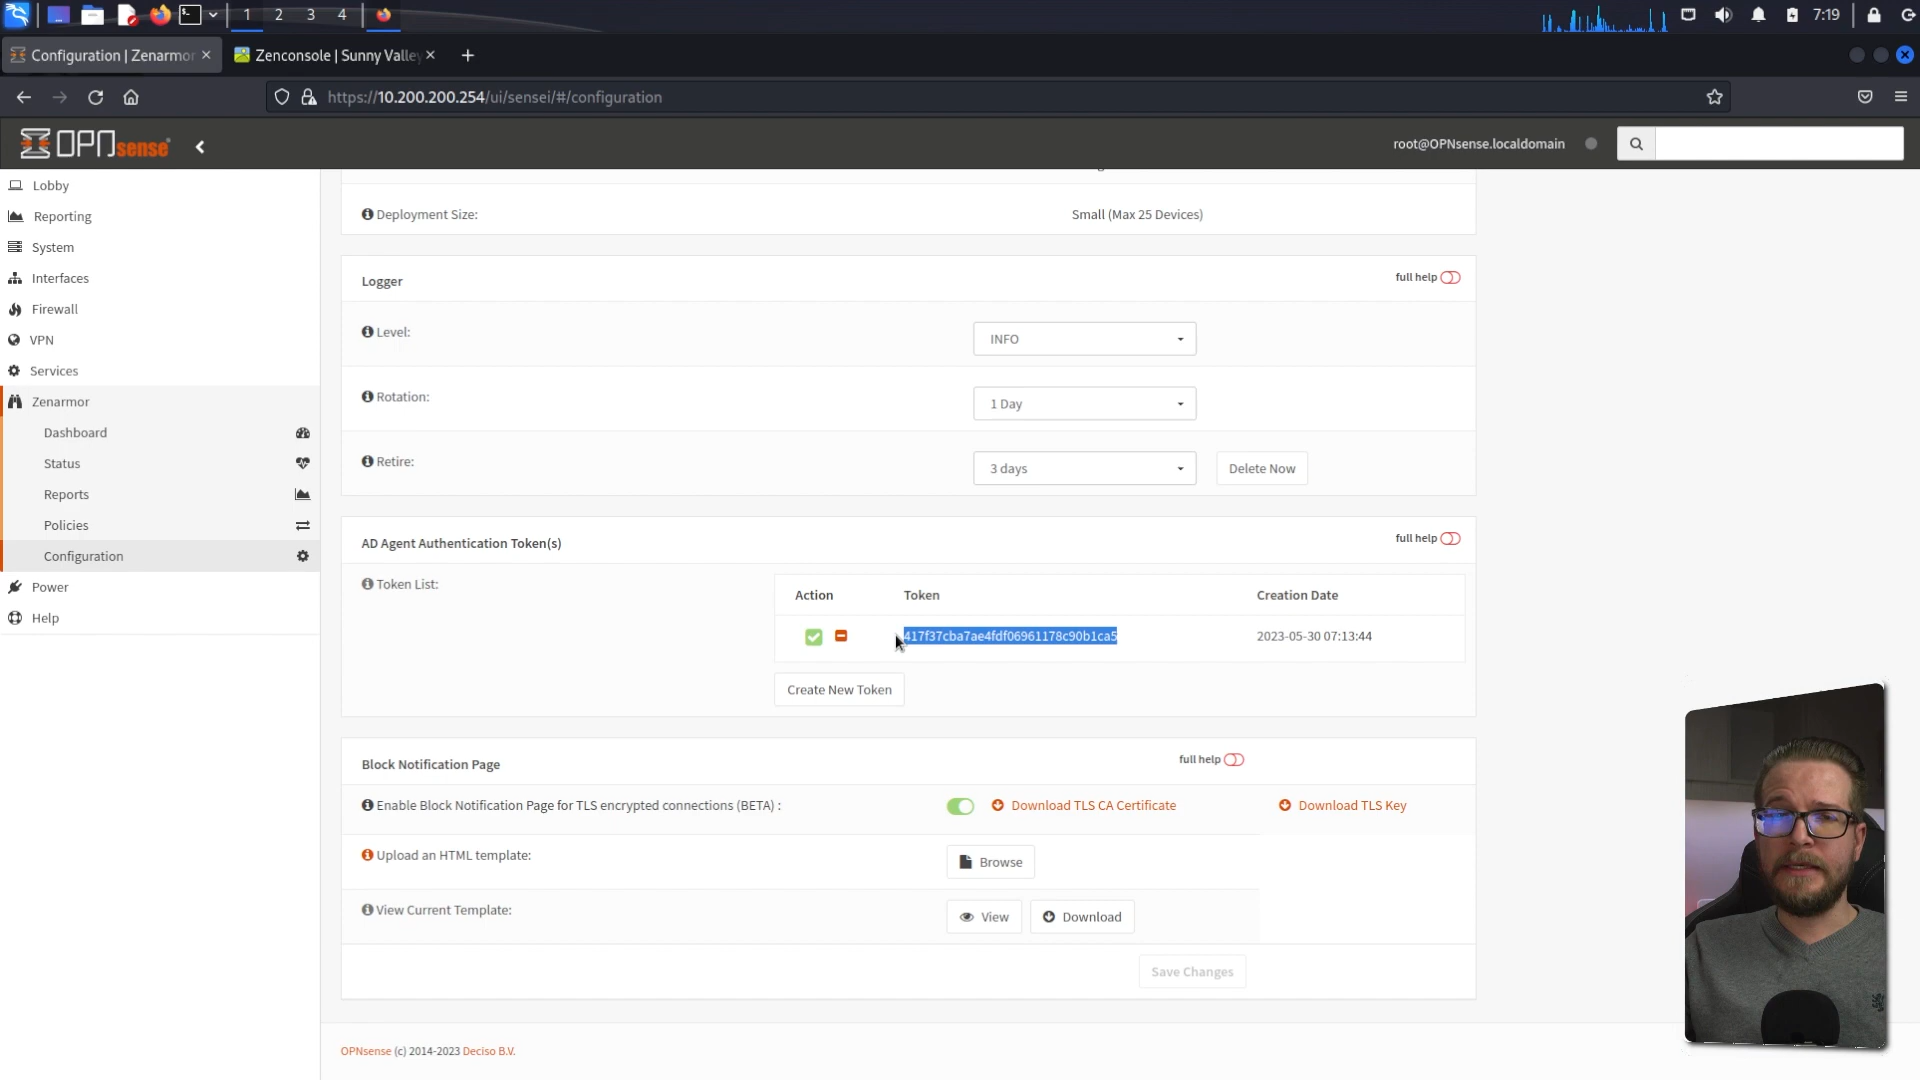 1 2 3 4
7:19
Configuration | Zenarmor
Zenconsole | Sunny Valley
https://10.200.200.254/ui/sensei/#/configuration
OPNsense
root@OPNsense.localdomain
Lobby
Reporting
System
Interfaces
Firewall
VPN
Services
Zenarmor
Dashboard
Status
Reports
Policies
Configuration
Power
Help
Deployment Size: Small (Max 25 Devices)
Logger full help
Level: INFO
Rotation: 1 Day
Retire: 3 days Delete Now
AD Agent Authentication Token(s) full help
Token List:
Action Token Creation Date
417f37cba7ae4fdf06961178c90b1ca5 2023-05-30 07:13:44
Create New Token
Block Notification Page full help
Enable Block Notification Page for TLS encrypted connections (BETA) : Download TLS CA Certificate Download TLS Key
Upload an HTML template: Browse
View Current Template: View Download
Save Changes
OPNsense (c) 2014-2023 Deciso B.V.